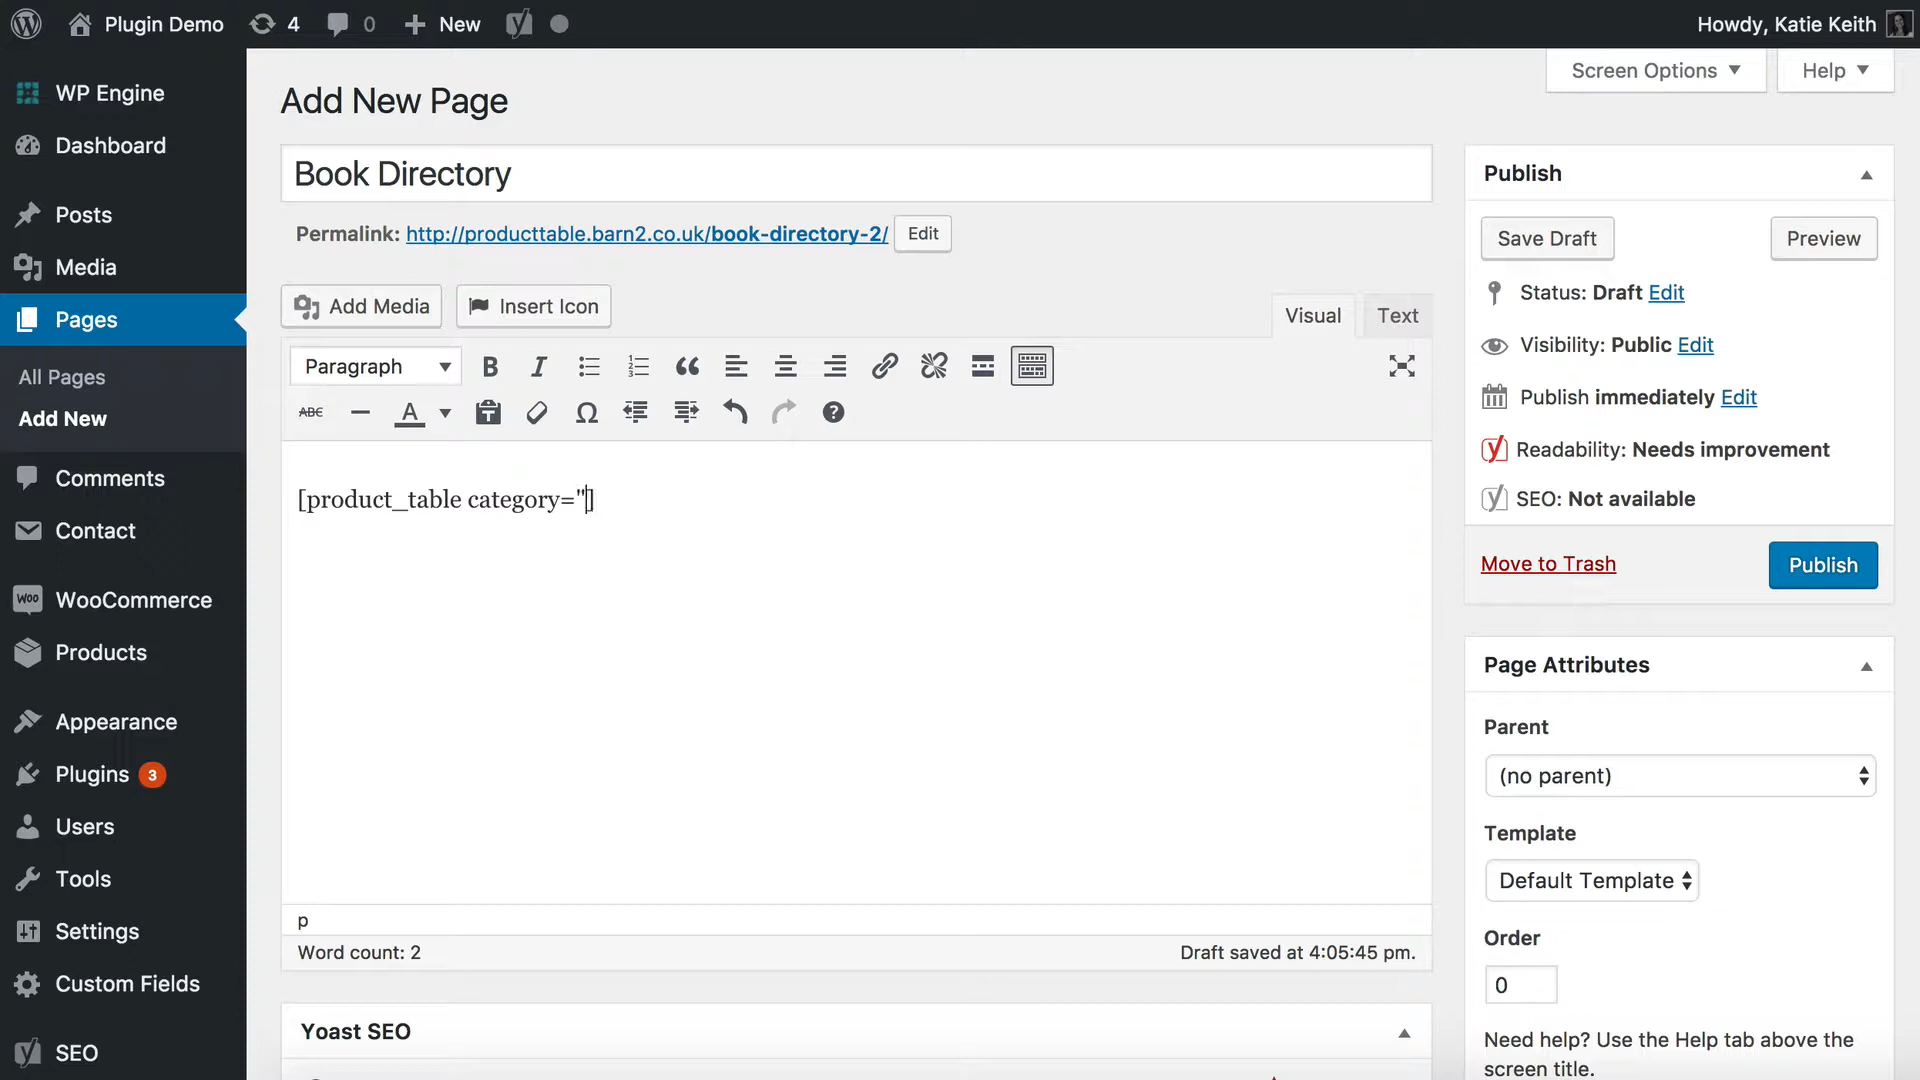 Plugin Demo 4 0 New Howdy, Katie Keith
WP Engine
Dashboard
Posts
Media
Pages
All Pages
Add New
Comments
Contact
WOO WooCommerce
Products
Appearance
Plugins 3
Users
Tools
Settings
Custom Fields
SEO
Screen Options Help
Add New Page
Book Directory
Permalink: http://producttable.barn2.co.uk/book-directory-2/ Edit
Add Media Insert Icon
Visual Text
Paragraph B I
ABC A
[product_table category="]
p
Word count: 2 Draft saved at 4:05:45 pm.
Yoast SEO
Publish
Save Draft Preview
Status: Draft Edit
Visibility: Public Edit
Publish immediately Edit
Readability: Needs improvement
SEO: Not available
Move to Trash Publish
Page Attributes
Parent
(no parent)
Template
Default Template
Order
0
Need help? Use the Help tab above the
screen title.